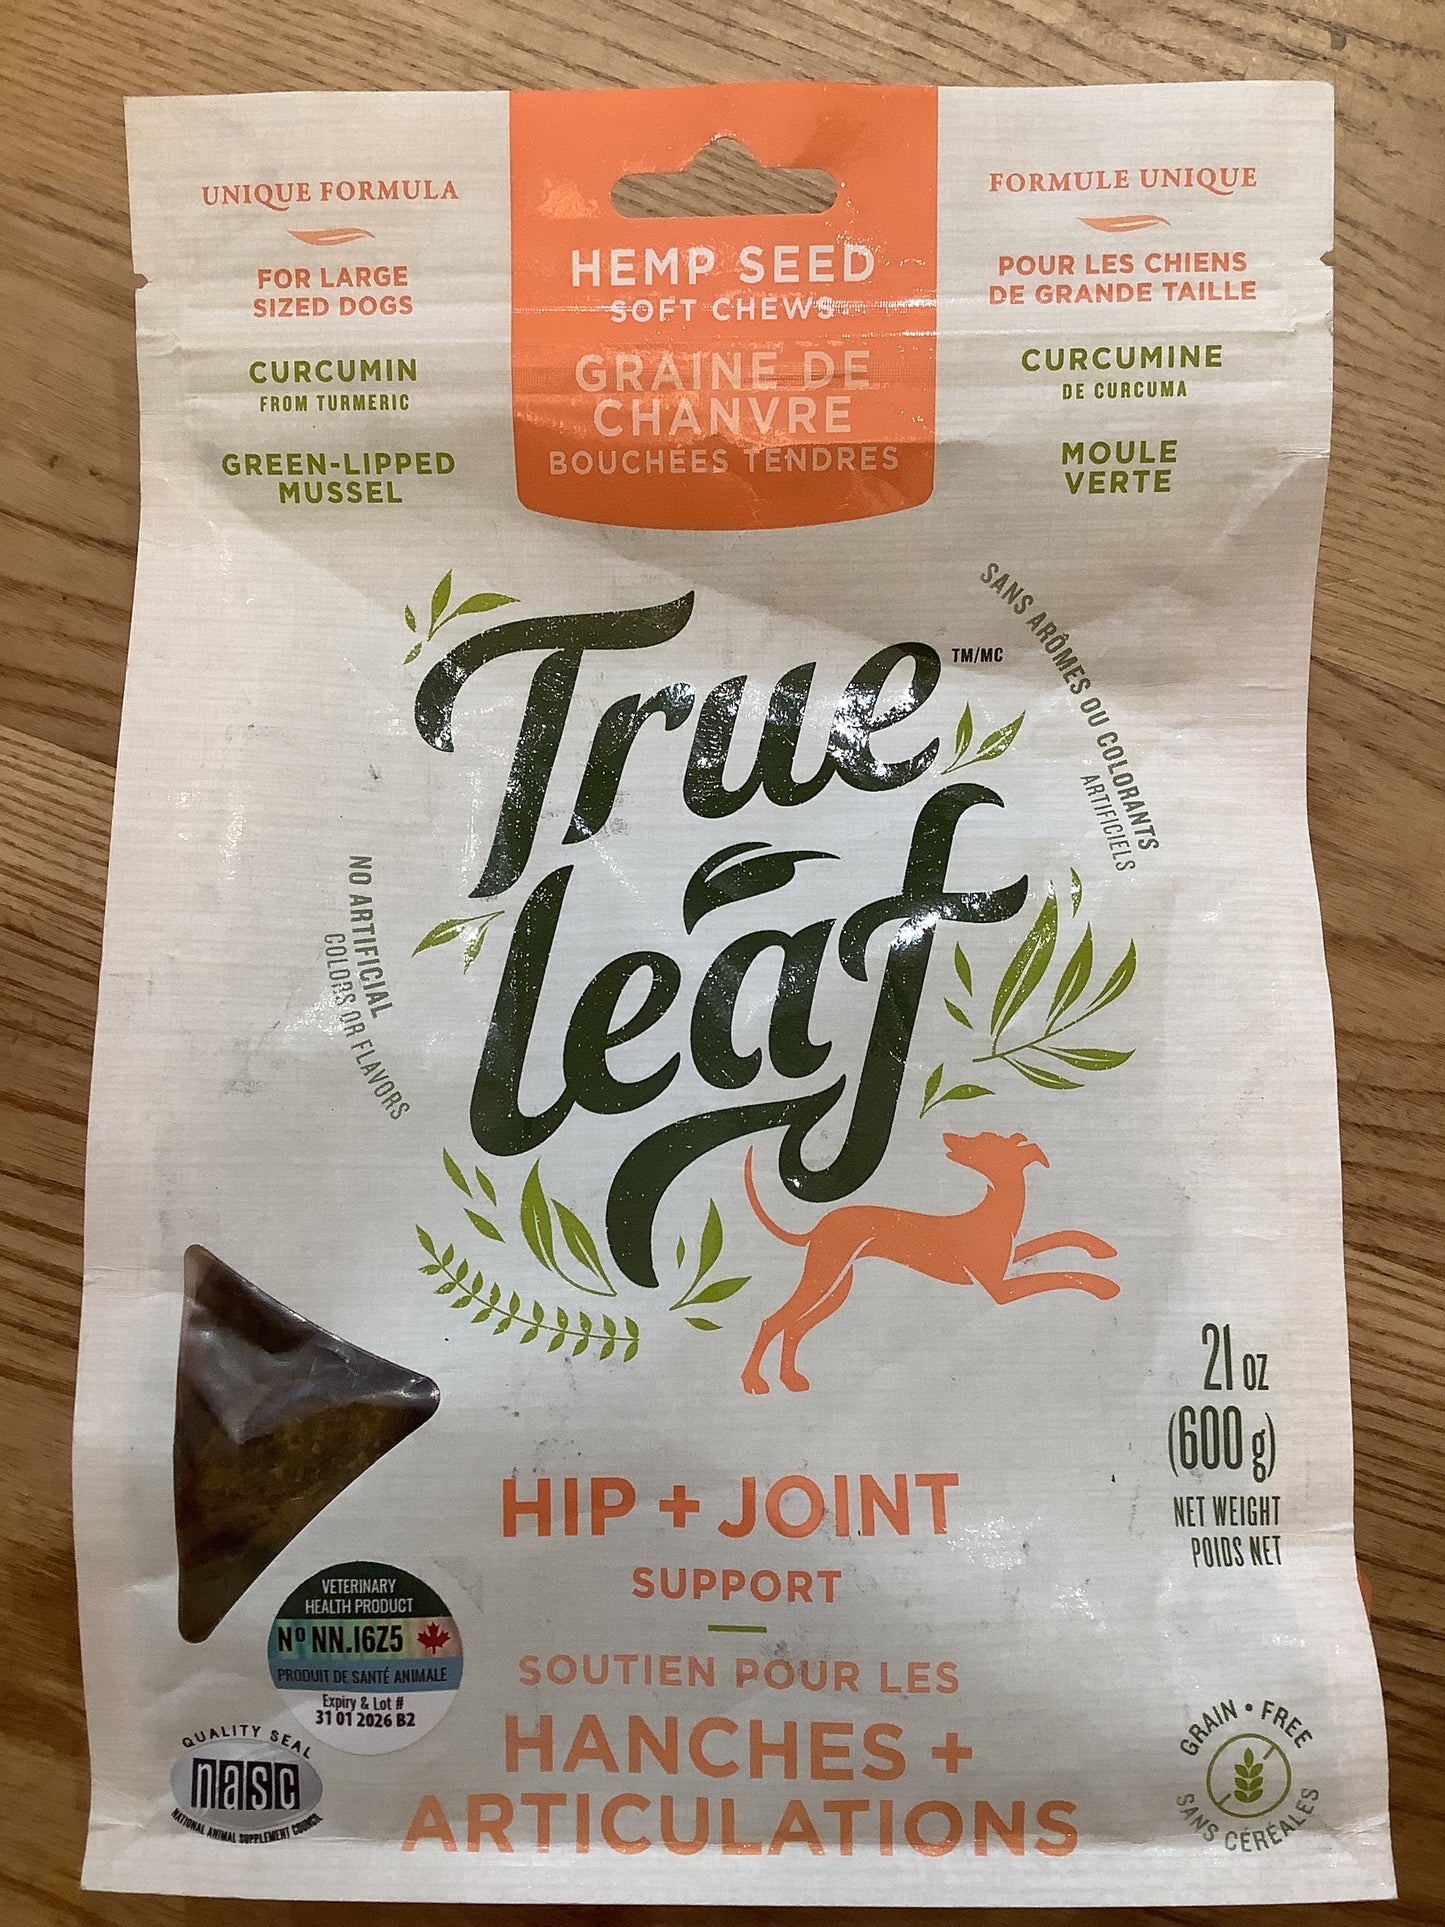 UNIQUE FORMULA
FOR LARGE
SIZED DOGS
CURCUMIN
FROM TURMERIC
GREEN-LIPPED
MUSSEL
HEMP SEED
SOFT CHEWS
GRAINE DE
CHANVRE
BOUCHÉES TENDRES
FORMULE UNIQUE
POUR LES CHIENS
DE GRANDE TAILLE
CURCUMINE
DE CURCUMA
MOULE
VERTE
True
TM/MC
leaf
NO ARTIFICIAL
COLORS OR FLAVORS
SANS ARÔMES OU COLORANTS
ARTIFICIELS
21 oz
(600 g)
NET WEIGHT
POIDS NET
HIP + JOINT
SUPPORT
SOUTIEN POUR LES
HANCHES +
ARTICULATIONS
VETERINARY
HEALTH PRODUCT
Nº NN.I6Z5
PRODUIT DE SANTÉ ANIMALE
Expiry & Lot #
31 01 2026 B2
QUALITY SEAL
nasc
NATIONAL ANIMAL SUPPLEMENT COUNCIL
GRAIN • FREE
SANS CÉRÉALES